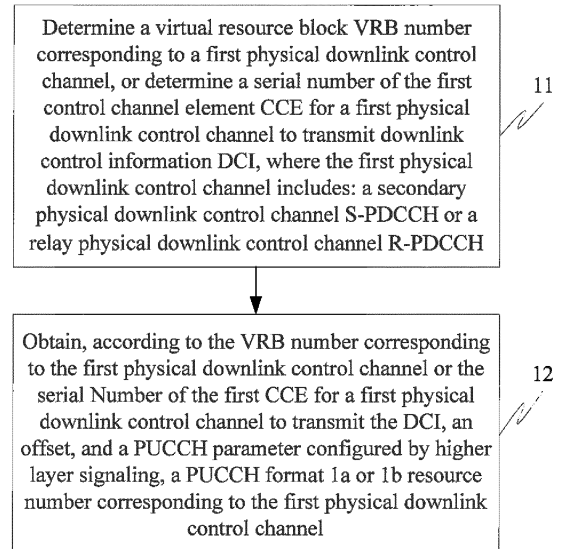 Determine a virtual resource block VRB number
corresponding to a first physical downlink control
channel, or determine a serial number of the first
control channel element CCE for a first physical
downlink control channel to transmit downlink
control information DCI, where the first physical
downlink control channel includes: a secondary
physical downlink control channel S-PDCCH or a
relay physical downlink control channel R-PDCCH
11
Obtain, according to the VRB number corresponding
to the first physical downlink control channel or the
serial Number of the first CCE for a first physical
downlink control channel to transmit the DCI, an
offset, and a PUCCH parameter configured by higher
layer signaling, a PUCCH format 1a or 1b resource
number corresponding to the first physical downlink
control channel
12